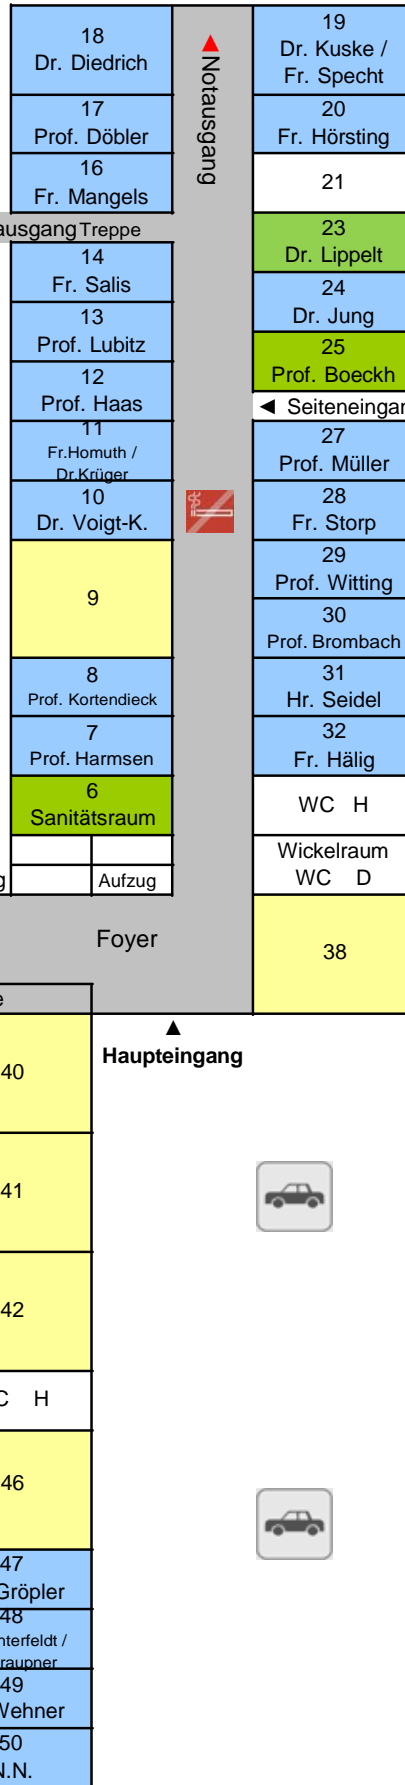 18
Dr. Diedrich
17
Prof. Döbler
16
Fr. Mangels
Treppe
14
Fr. Salis
13
Prof. Lubitz
12
Prof. Haas
11
Fr.Homuth /
Dr.Krüger
10
Dr. Voigt-K.
9
8
Prof. Kortendieck
7
Prof. Harmsen
6
Sanitätsraum
Aufzug
Notausgang
19
Dr. Kuske /
Fr. Specht
20
Fr. Hörsting
21
23
Dr. Lippelt
24
Dr. Jung
25
Prof. Boeckh
◄ Seiteneingan
27
Prof. Müller
28
Fr. Storp
29
Prof. Witting
30
Prof. Brombach
31
Hr. Seidel
32
Fr. Hälig
WC H
Wickelraum
WC D
38
Foyer
▲
Haupteingang
40
41
42
C H
46
47
Gröpler
48
nterfeldt /
raupner
49
Wehner
50
N.N.